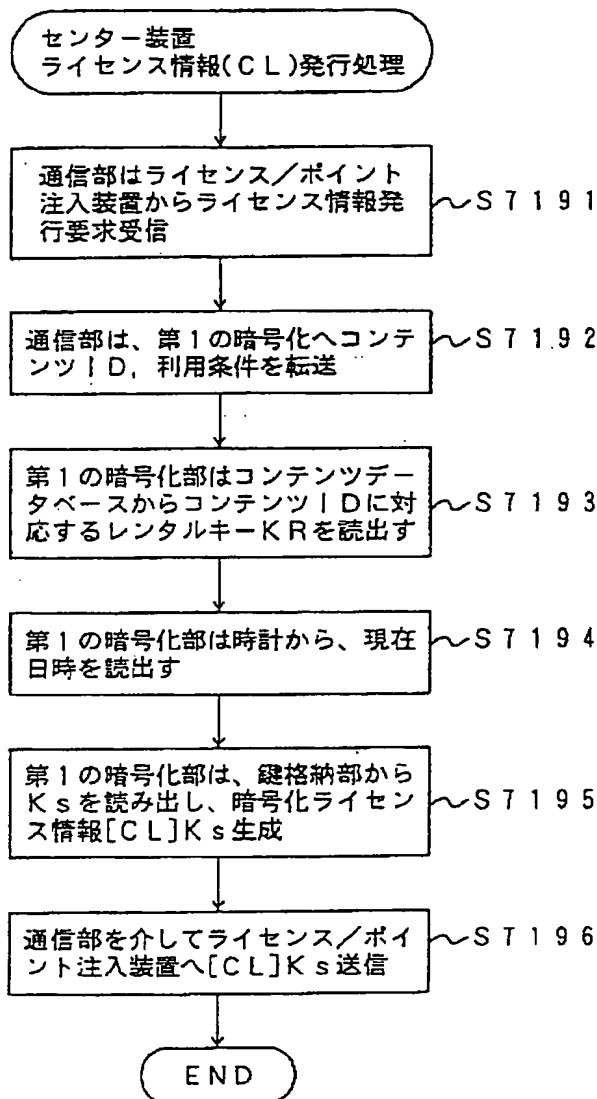 センター装置
ライセンス情報(CL)発行処理
通信部はライセンス/ポイント
注入装置からライセンス情報発
行要求受信
S7191
通信部は、第1の暗号化へコンテ
ンツID,利用条件を転送
S7192
第1の暗号化部はコンテンツデー
タベースからコンテンツIDに対
応するレンタルキーKRを読出す
S7193
第1の暗号化部は時計から、現在
日時を読出す
S7194
第1の暗号化部は、鍵格納部から
Ksを読み出し、暗号化ライセン
ス情報[CL]Ks生成
S7195
通信部を介してライセンス/ポイ
ント注入装置へ[CL]Ks送信
S7196
END